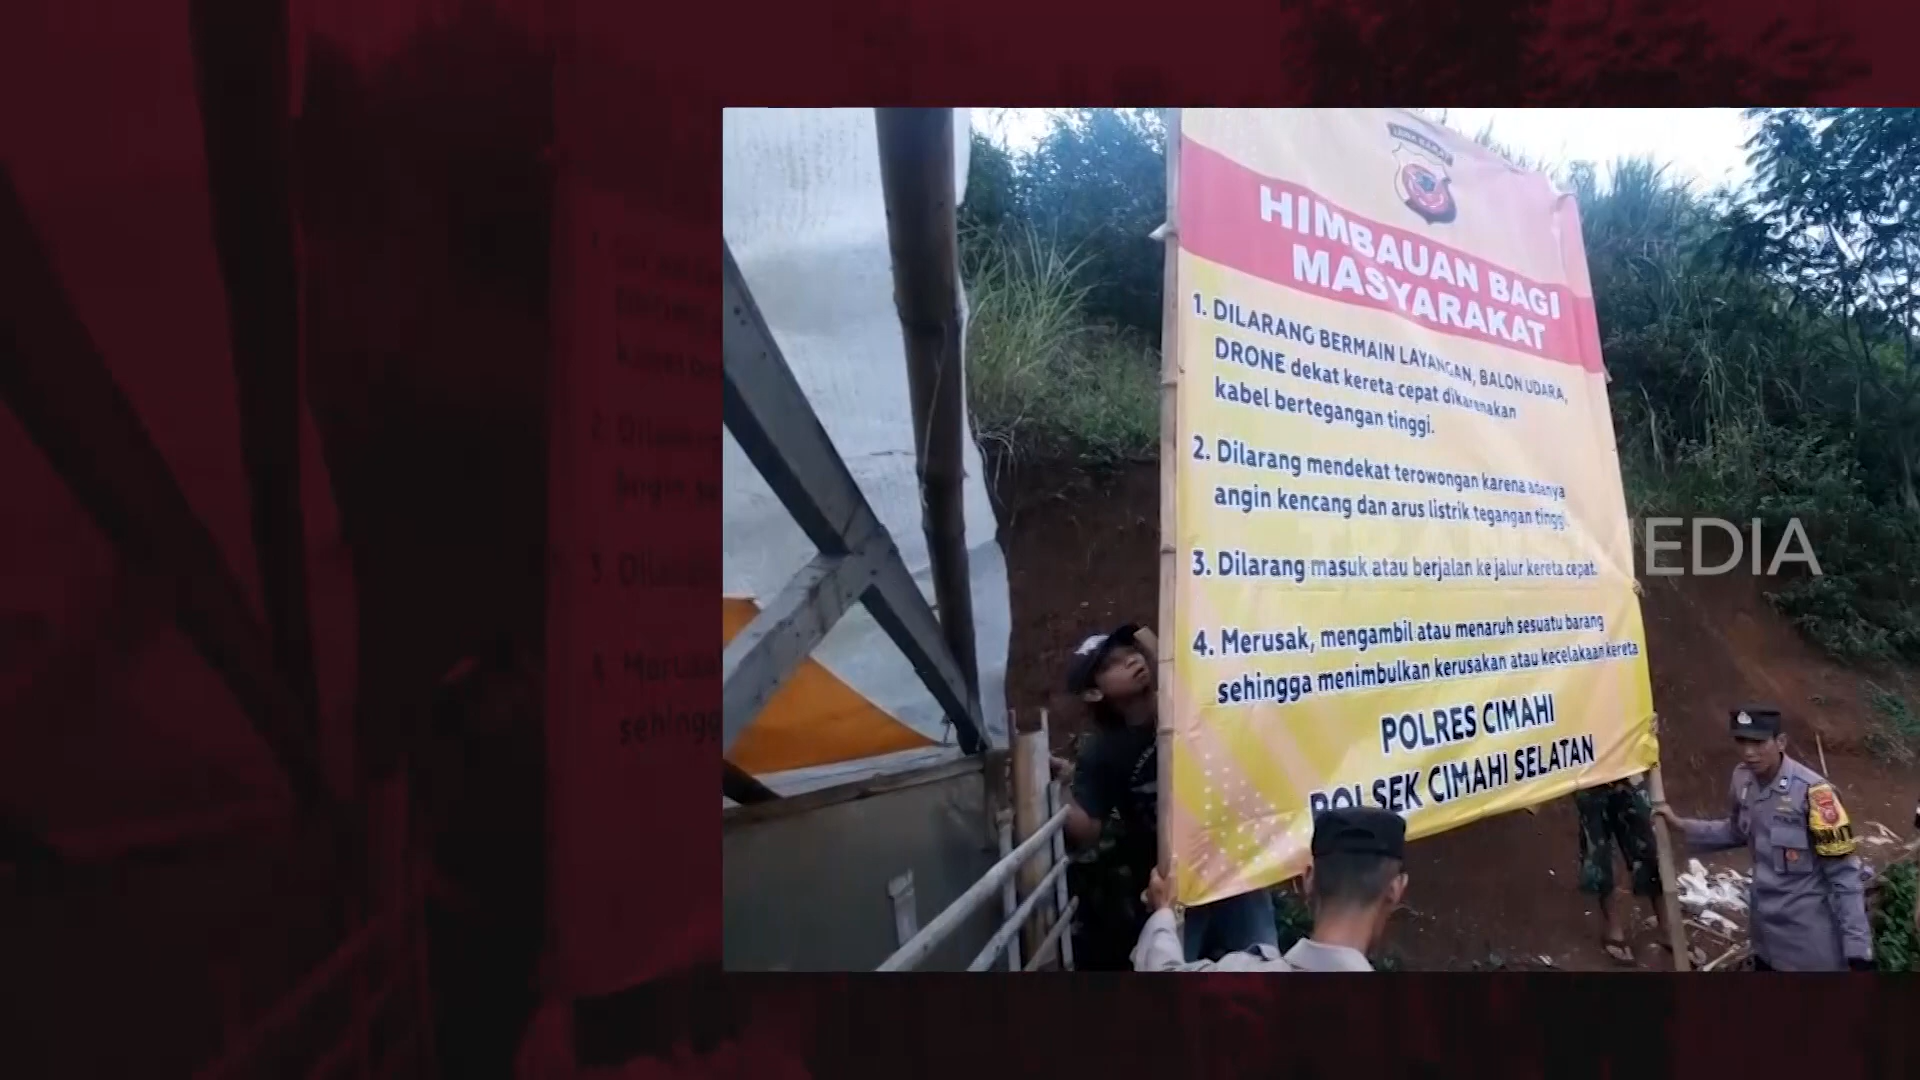 JAWA BARAT
HIMBAUAN BAGI
MASYARAKAT
1. DILARANG BERMAIN LAYANGAN, BALON UDARA,
DRONE dekat kereta cepat dikarenakan
kabel bertegangan tinggi.
2. Dilarang mendekat terowongan karena adanya
angin kencang dan arus listrik tegangan tinggi.
3. Dilarang masuk atau berjalan ke jalur kereta cepat.
4. Merusak, mengambil atau menaruh sesuatu barang
sehingga menimbulkan kerusakan atau kecelakaan kereta
POLRES CIMAHI
POLSEK CIMAHI SELATAN
TRANSMEDIA